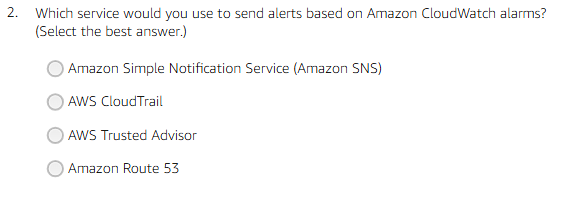 2. Which service would you use to send alerts based on Amazon CloudWatch alarms?
(Select the best answer.)
Amazon Simple Notification Service (Amazon SNS)
AWS CloudTrail
AWS Trusted Advisor
Amazon Route 53